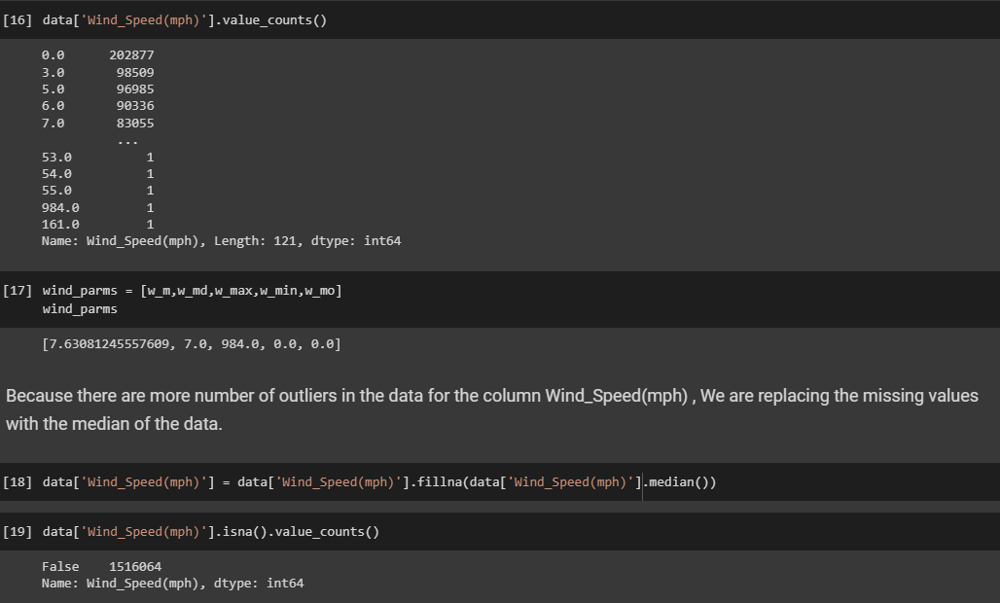 [16] data['Wind_Speed(mph)'].value_counts()
0.0 202877
3.0 98509
5.0 96985
6.0 90336
7.0 83055
...
53.0 1
54.0 1
55.0 1
984.0 1
161.0 1
Name: Wind_Speed(mph), Length: 121, dtype: int64
[17] wind_parms = [w_m,w_md,w_max,w_min,w_mo]
wind_parms
[7.63081245557609, 7.0, 984.0, 0.0, 0.0]
Because there are more number of outliers in the data for the column Wind_Speed(mph) , We are replacing the missing values
with the median of the data.
[18] data['Wind_Speed(mph)'] = data['Wind_Speed(mph)'].fillna(data['Wind_Speed(mph)'].median())
[19] data['Wind_Speed(mph)'].isna().value_counts()
False 1516064
Name: Wind_Speed(mph), dtype: int64